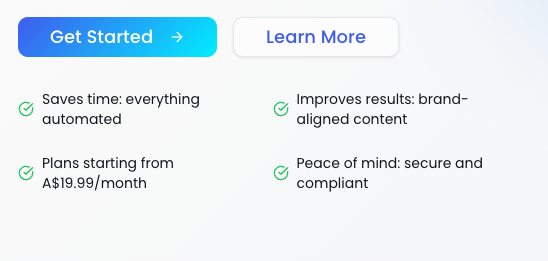 Get Started
Learn More
Saves time: everything
automated
Improves results: brand-
aligned content
Plans starting from
A$19.99/month
Peace of mind: secure and
compliant